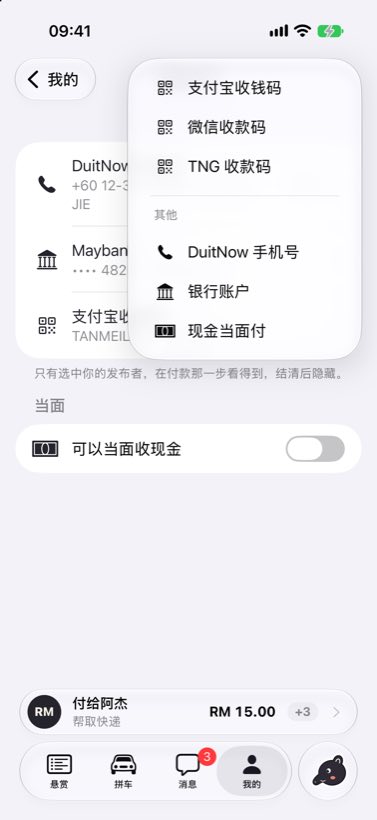 09:41
我的
支付宝收钱码
微信收款码
TNG 收款码
其他
DuitNow 手机号
银行账户
现金当面付
DuitNow
+60 12-3
JIE
Mayban
•••• 482
支付宝收
TANMEIL
只有选中你的发布者，在付款那一步看得到，结清后隐藏。
当面
可以当面收现金
RM
付给阿杰
帮取快递
RM 15.00
+3
悬赏
拼车
3
消息
我的